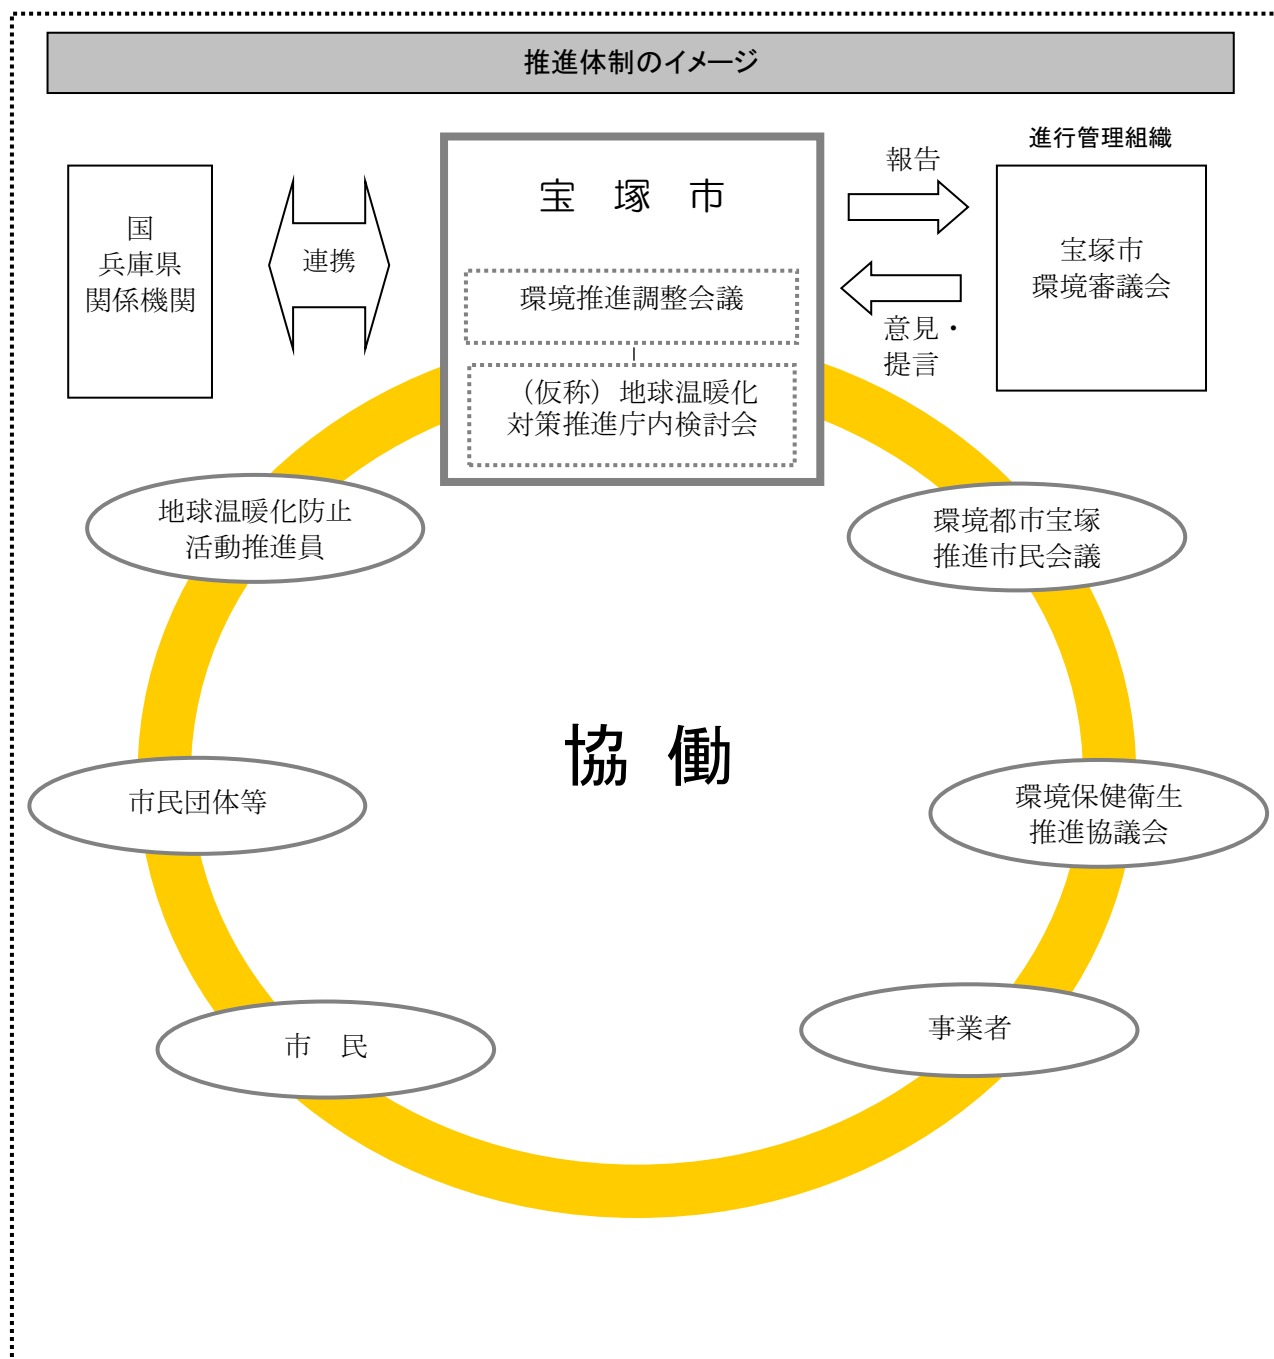 推進体制のイメージ
国
兵庫県
関係機関
連携
宝 塚 市
環境推進調整会議
(仮称)地球温暖化
対策推進庁内検討会
報告
意見・
提言
進行管理組織
宝塚市
環境審議会
地球温暖化防止
活動推進員
環境都市宝塚
推進市民会議
協 働
市民団体等
環境保健衛生
推進協議会
市 民
事業者